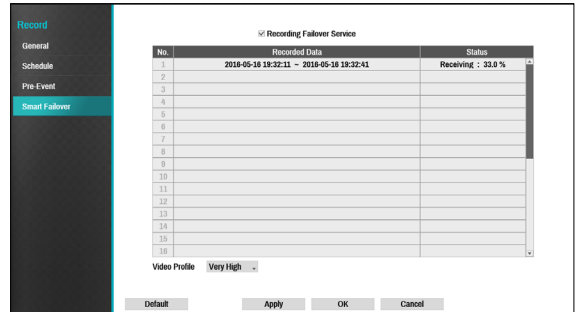 Record
General
Schedule
Pre-Event
Smart Failover
Recording Failover Service
No. Recorded Data Status
1 2016-05-16 19:32:11 ~ 2016-05-16 19:32:41 Receiving : 33.0 %
2
3
4
5
6
7
8
9
10
11
12
13
14
15
16
Video Profile Very High
Default Apply OK Cancel